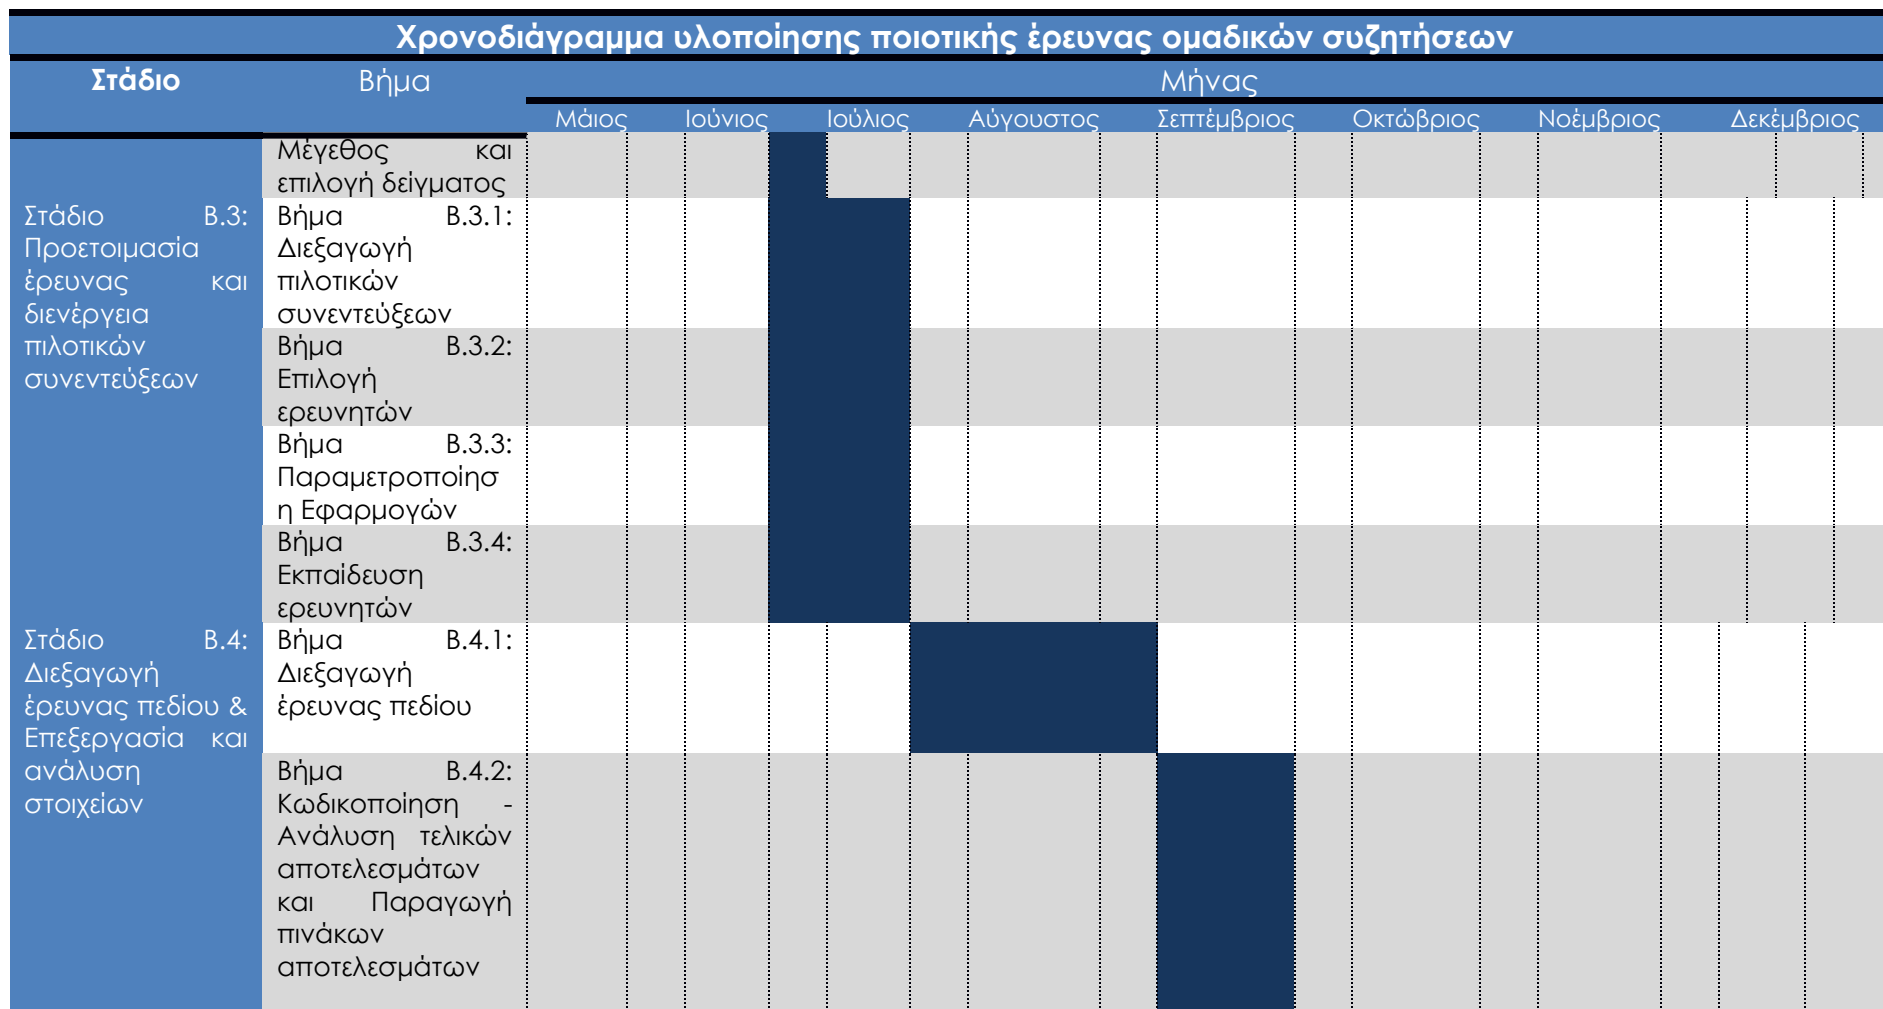 Χρονοδιάγραμμα υλοποίησης ποιοτικής έρευνας ομαδικών συζητήσεων
Στάδιο Βήμα Μήνας
Μάιος Ιούνιος Ιούλιος Αύγουστος Σεπτέμβριος Οκτώβριος Νοέμβριος Δεκέμβριος
Μέγεθος και
επιλογή δείγματος
Στάδιο Β.3:
Προετοιμασία
έρευνας και
διενέργεια
πιλοτικών
συνεντεύξεων
Βήμα Β.3.1:
Διεξαγωγή
πιλοτικών
συνεντεύξεων
Βήμα Β.3.2:
Επιλογή
ερευνητών
Βήμα Β.3.3:
Παραμετροποίησ
η Εφαρμογών
Βήμα Β.3.4:
Εκπαίδευση
ερευνητών
Στάδιο Β.4:
Διεξαγωγή
έρευνας πεδίου &
Επεξεργασία και
ανάλυση
στοιχείων
Βήμα Β.4.1:
Διεξαγωγή
έρευνας πεδίου
Βήμα Β.4.2:
Κωδικοποίηση -
Ανάλυση τελικών
αποτελεσμάτων
και Παραγωγή
πινάκων
αποτελεσμάτων